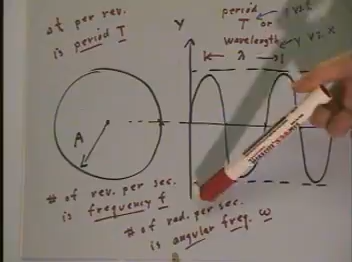 Δt per rev.
is period T
A
# of rev. per sec.
is frequency f
# of rad. per sec.
is angular freq. ω
Y
period
T or
wavelength
y vs. x
λ